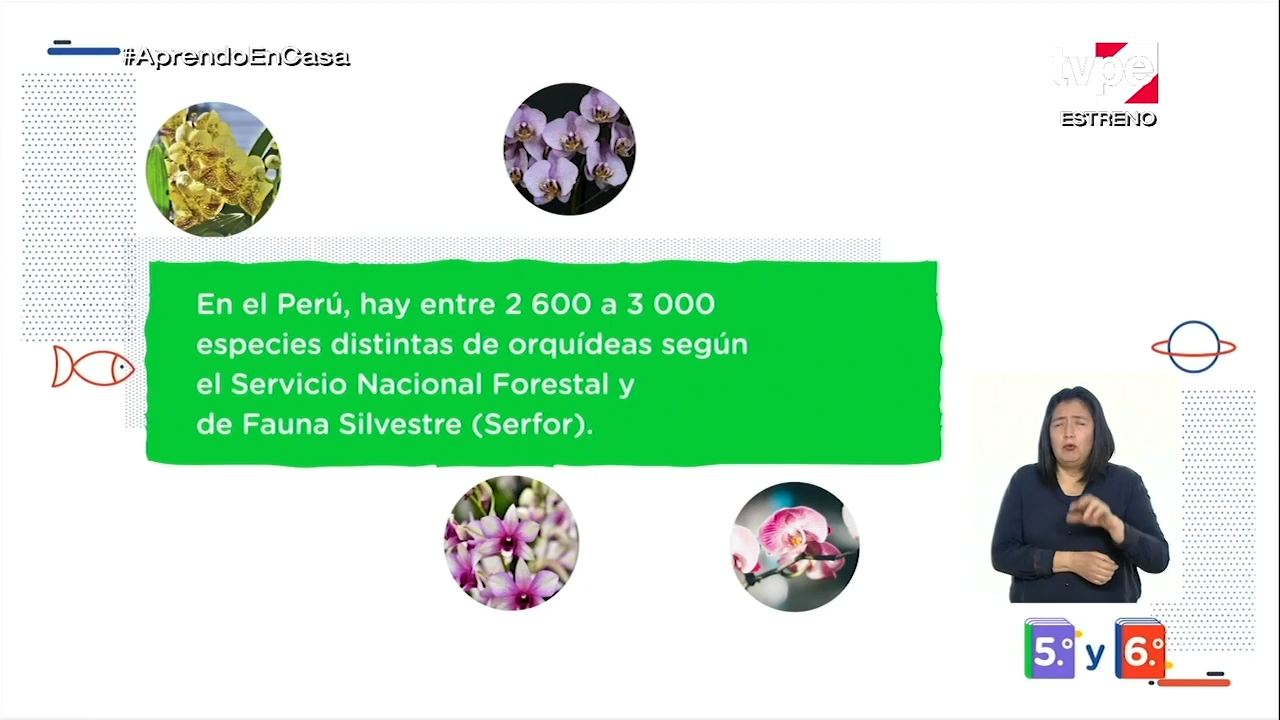 #AprendoEnCasa
tvpe
ESTRENO
En el Perú, hay entre 2 600 a 3 000
especies distintas de orquídeas según
el Servicio Nacional Forestal y
de Fauna Silvestre (Serfor).
5.º y 6.º